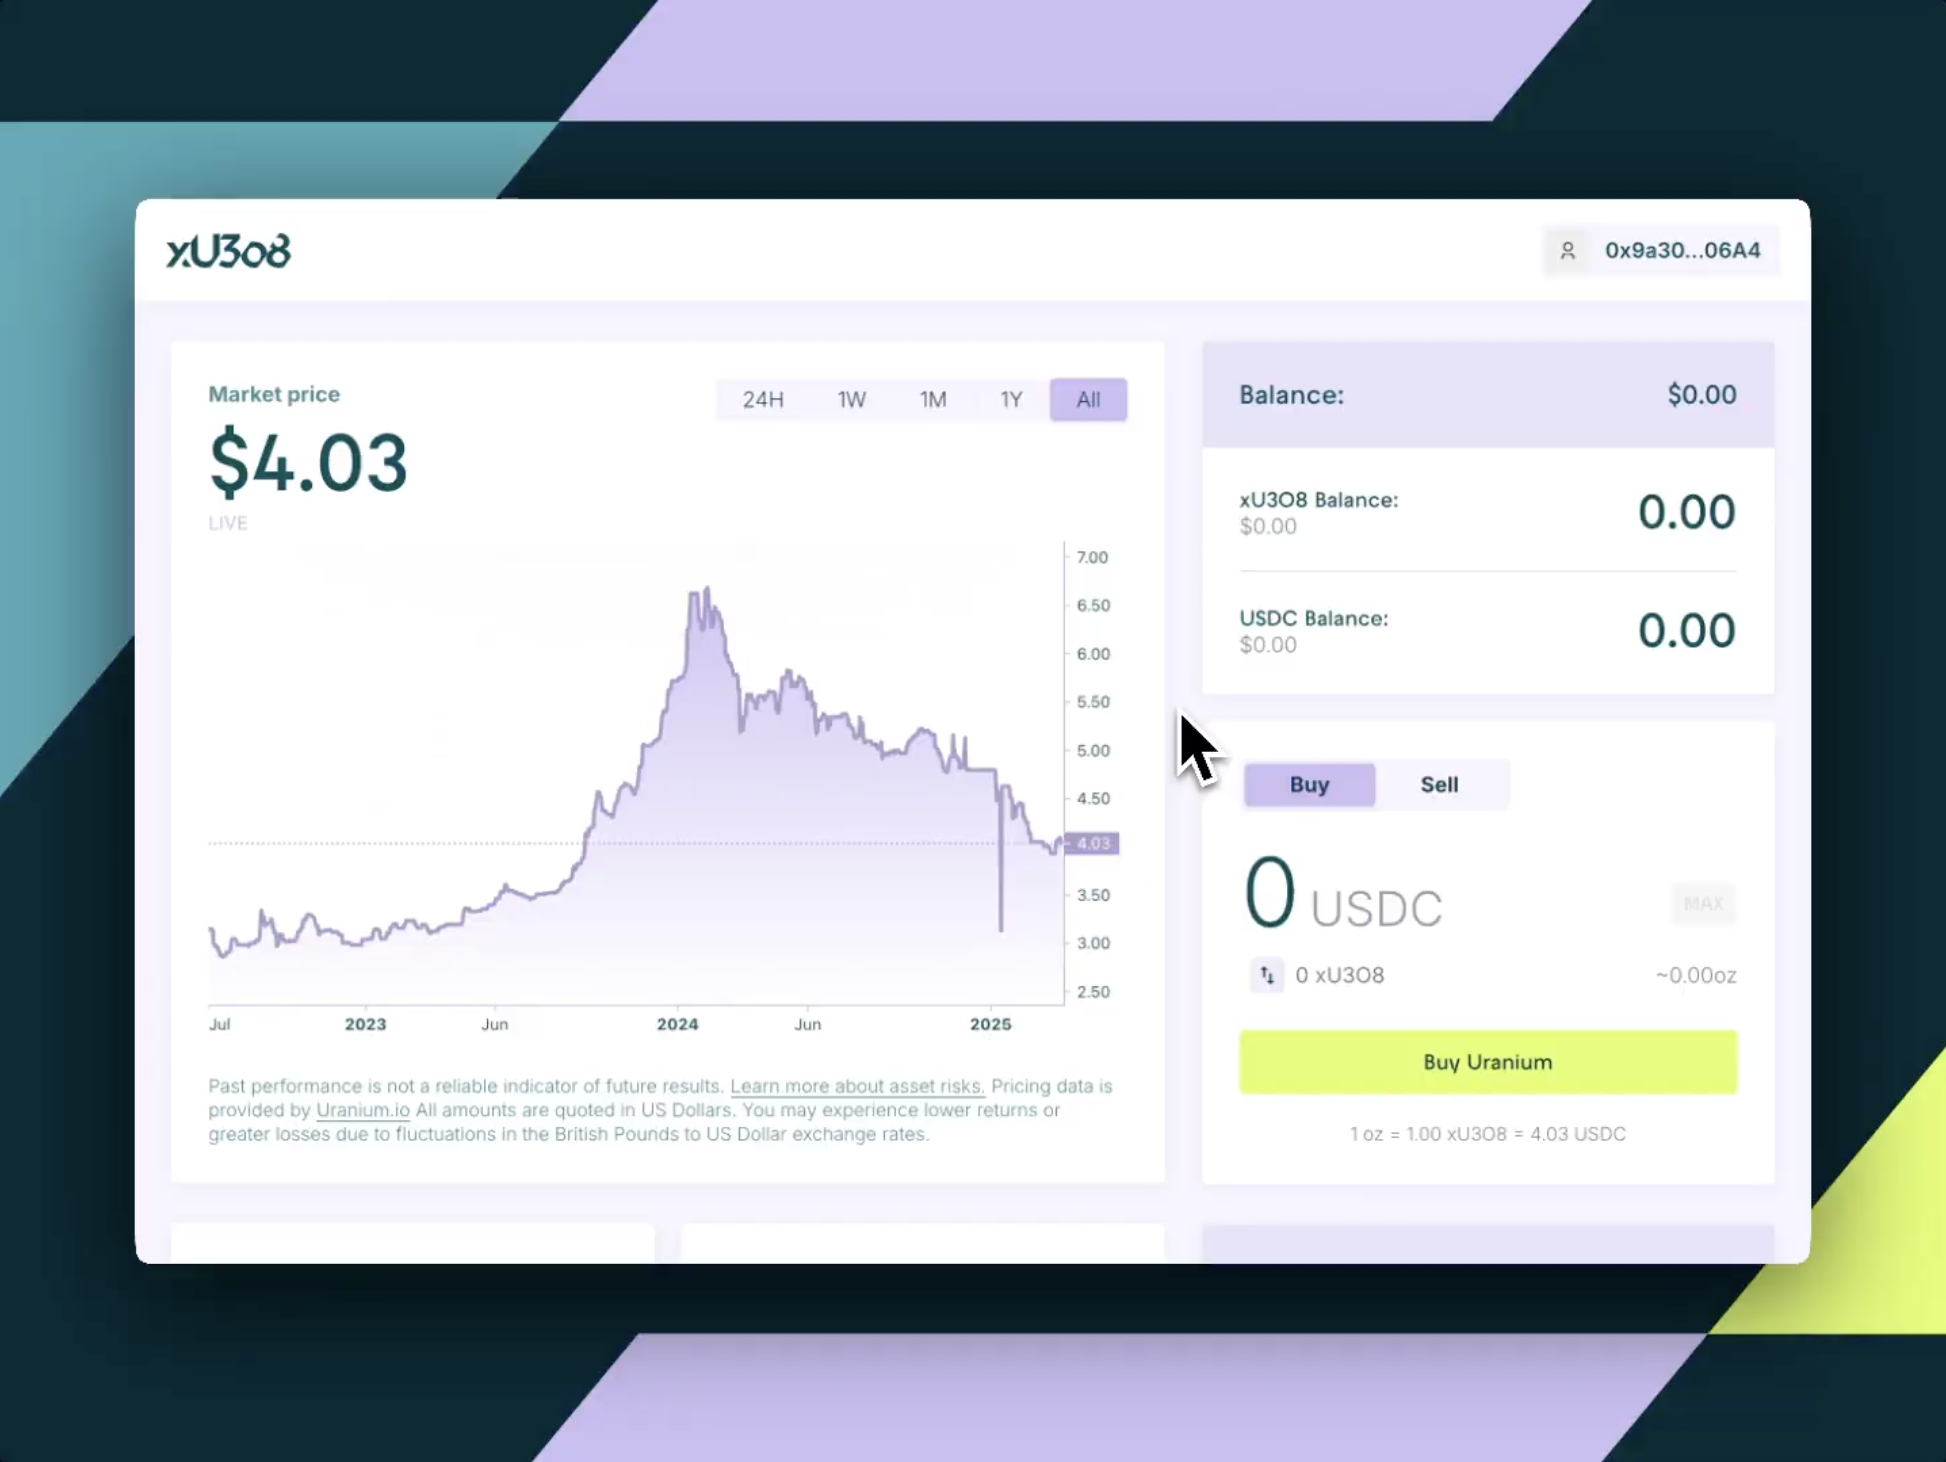 xU3o8
0x9a30...06A4
Market price
24H 1W 1M 1Y All
$4.03
LIVE
7.00
6.50
6.00
5.50
5.00
4.50
4.03
3.50
3.00
2.50
Jul 2023 Jun 2024 Jun 2025
Past performance is not a reliable indicator of future results. Learn more about asset risks. Pricing data is
provided by Uranium.io All amounts are quoted in US Dollars. You may experience lower returns or
greater losses due to fluctuations in the British Pounds to US Dollar exchange rates.
Balance: $0.00
xU3O8 Balance: 0.00
$0.00
USDC Balance: 0.00
$0.00
Buy Sell
0 USDC MAX
0 xU3O8 ~0.00oz
Buy Uranium
1 oz = 1.00 xU3O8 = 4.03 USDC